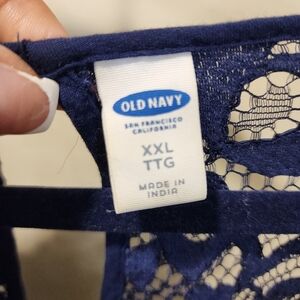 OLD NAVY
SAN FRANCISCO
CALIFORNIA
XXL
TTG
MADE IN
INDIA